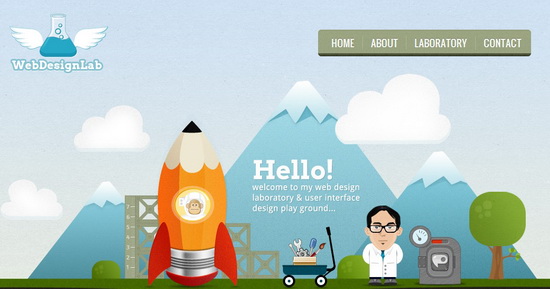 WebDesignLab
HOME ABOUT LABORATORY CONTACT
Hello!
welcome to my web design
laboratory & user interface
design play ground...